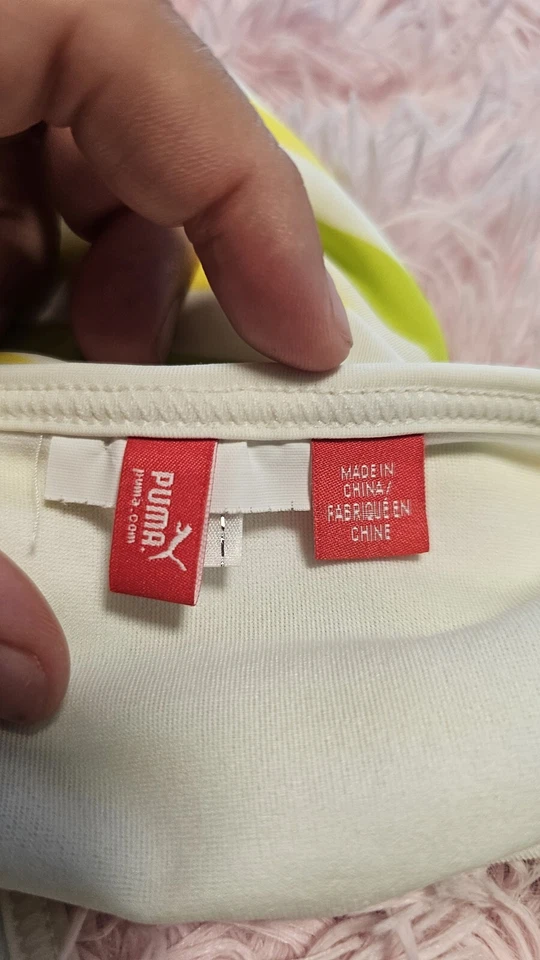 PUMA
puma.com
MADE IN
CHINA/
FABRIQUÉ EN
CHINE